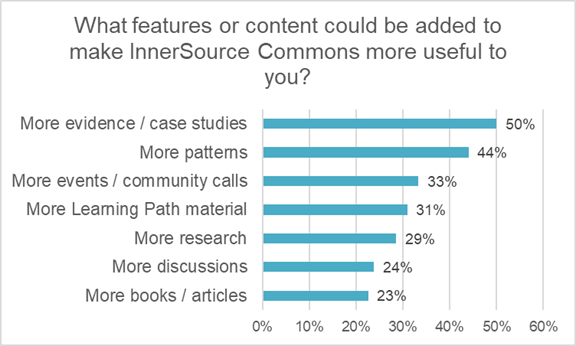 What features or content could be added to
make InnerSource Commons more useful to
you?
More evidence / case studies 50%
More patterns 44%
More events / community calls 33%
More Learning Path material 31%
More research 29%
More discussions 24%
More books / articles 23%
0% 10% 20% 30% 40% 50% 60%